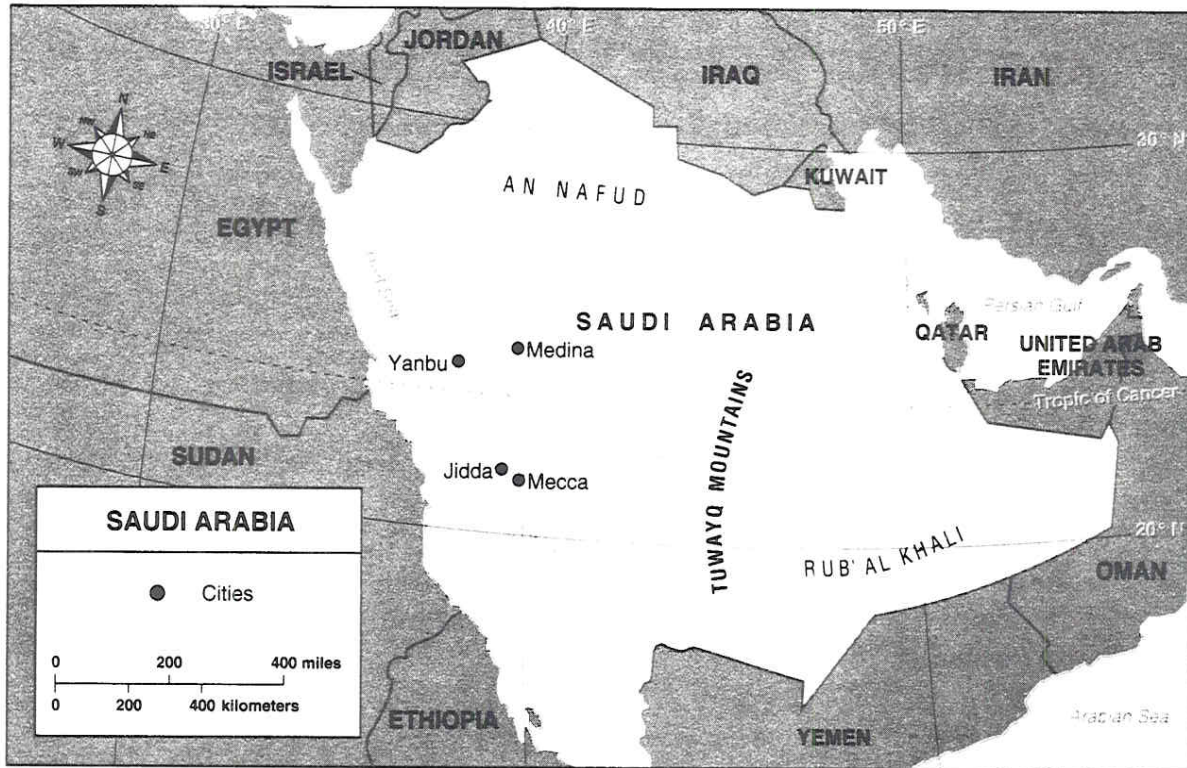 40° E
50° E
JORDAN
ISRAEL
IRAQ
IRAN
N
W
E
S
KUWAIT
AN NAFUD
EGYPT
SAUDI ARABIA
Persian Gulf
QATAR
UNITED ARAB
EMIRATES
Medina
Yanbu
Tropic of Cancer
TUWAYQ MOUNTAINS
SUDAN
Jidda
Mecca
20° N
RUB' AL KHALI
OMAN
SAUDI ARABIA
Cities
0 200 400 miles
0 200 400 kilometers
ETHIOPIA
YEMEN
Arabian Sea